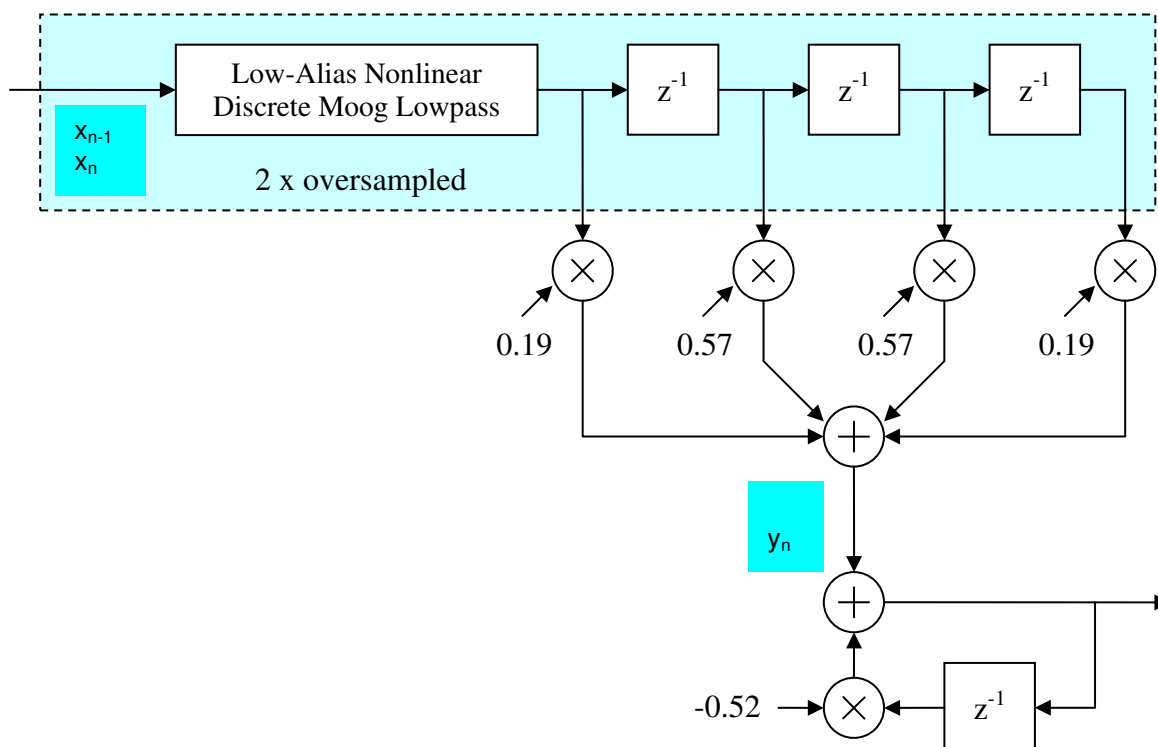 Low-Alias Nonlinear
Discrete Moog Lowpass
z⁻¹
z⁻¹
z⁻¹
xₙ₋₁
xₙ
2 x oversampled
0.19
0.57
0.57
0.19
yₙ
-0.52
z⁻¹